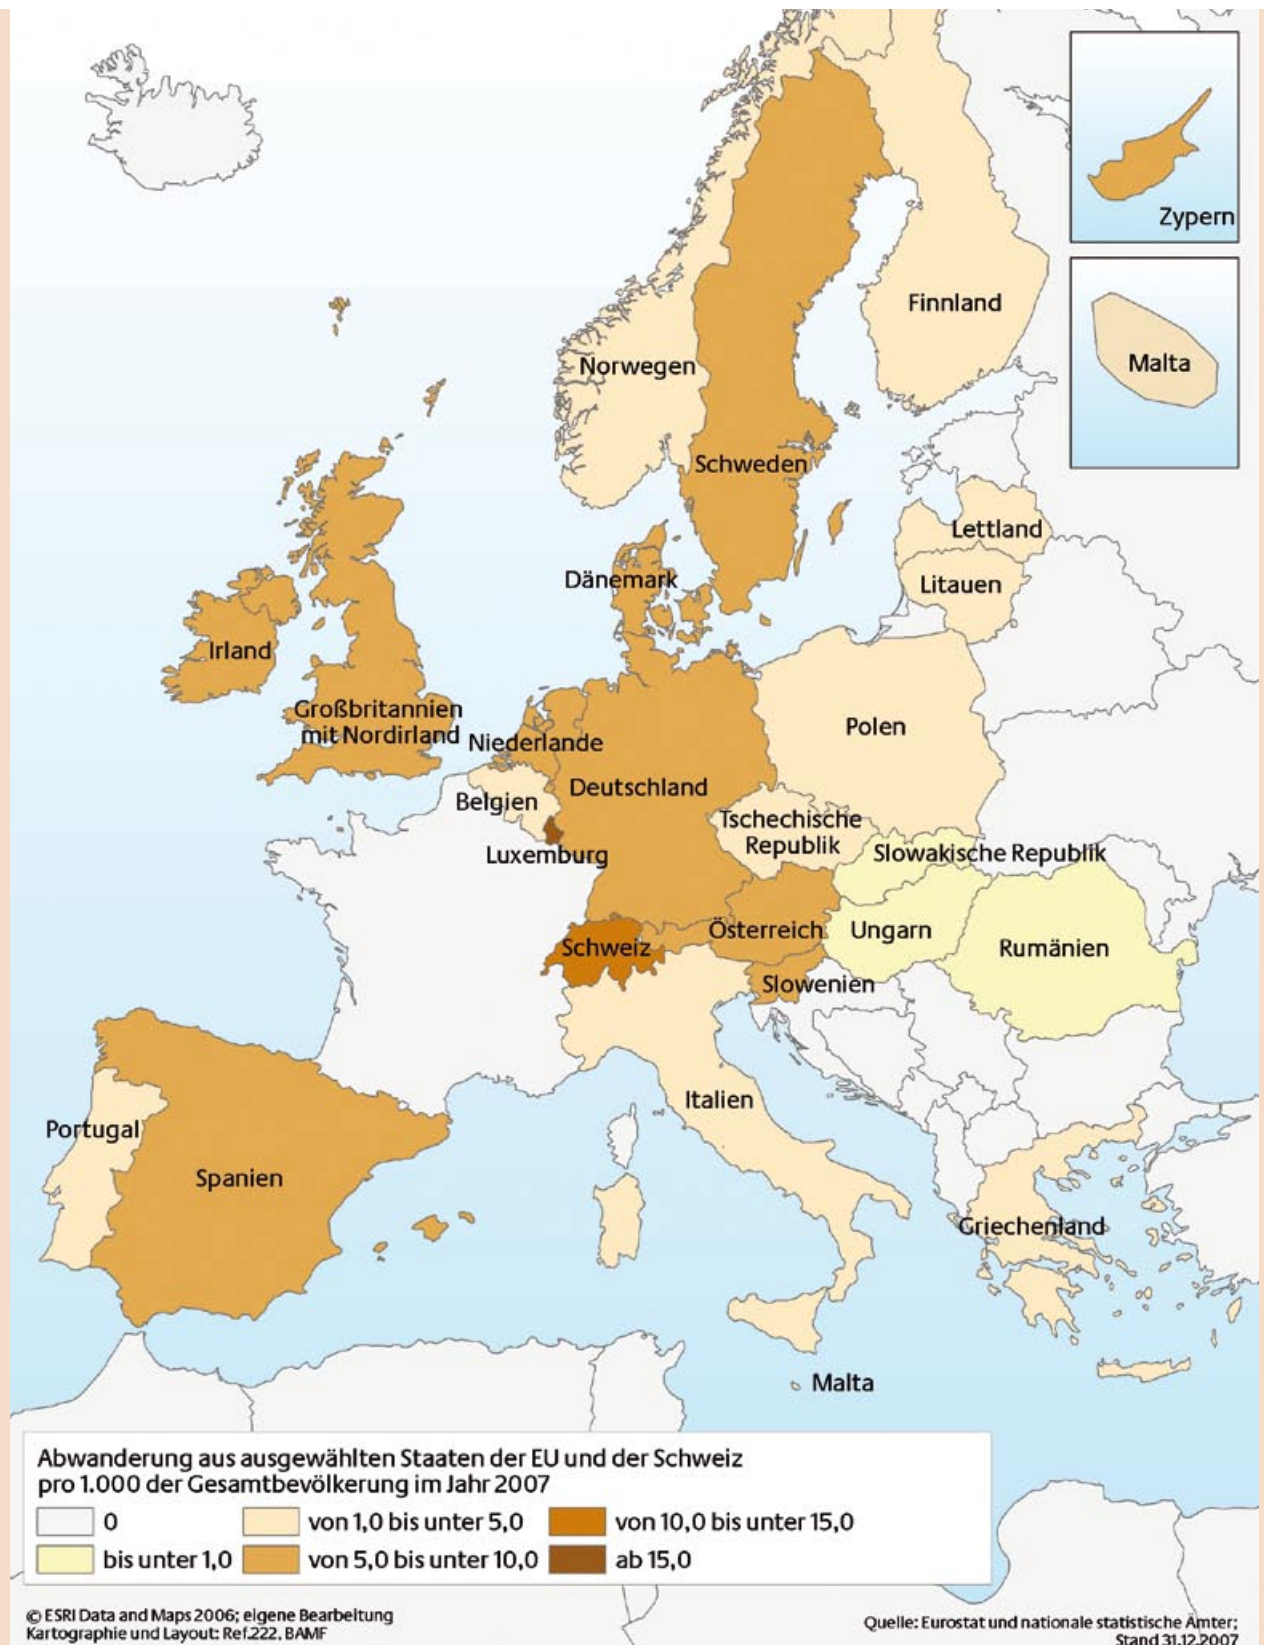 Zypern
Finnland
Malta
Norwegen
Schweden
Lettland
Dänemark
Litauen
Irland
Großbritannien
mit Nordirland
Niederlande
Polen
Deutschland
Belgien
Tschechische
Republik
Luxemburg
Slowakische Republik
Schweiz
Österreich
Ungarn
Rumänien
Slowenien
Italien
Portugal
Spanien
Griechenland
Malta
Abwanderung aus ausgewählten Staaten der EU und der Schweiz
pro 1.000 der Gesamtbevölkerung im Jahr 2007
0
von 1,0 bis unter 5,0
von 10,0 bis unter 15,0
bis unter 1,0
von 5,0 bis unter 10,0
ab 15,0
© ESRI Data and Maps 2006; eigene Bearbeitung
Kartographie und Layout: Ref.222, BAMF
Quelle: Eurostat und nationale statistische Ämter;
Stand 31.12.2007